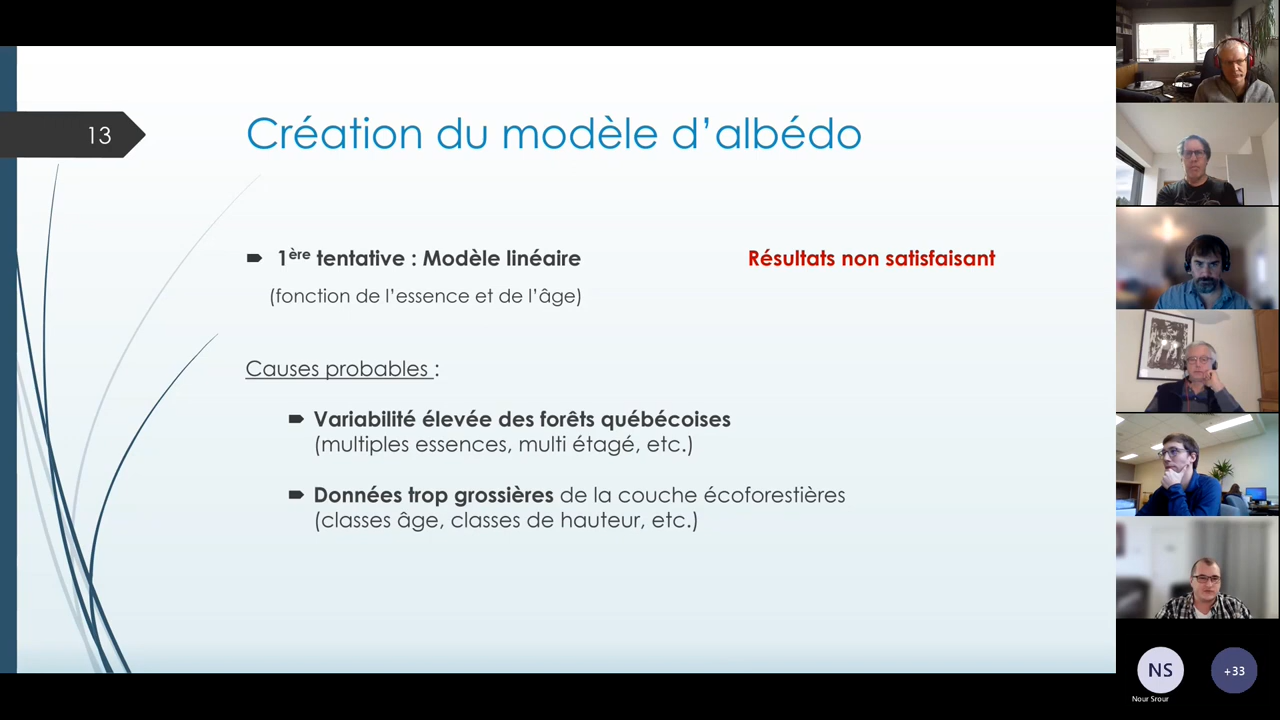 13
Création du modèle d’albédo
1ère tentative : Modèle linéaire
Résultats non satisfaisant
(fonction de l’essence et de l’âge)
Causes probables :
Variabilité élevée des forêts québécoises
(multiples essences, multi étagé, etc.)
Données trop grossières de la couche écoforestières
(classes âge, classes de hauteur, etc.)
NS
+33
Nour Srour